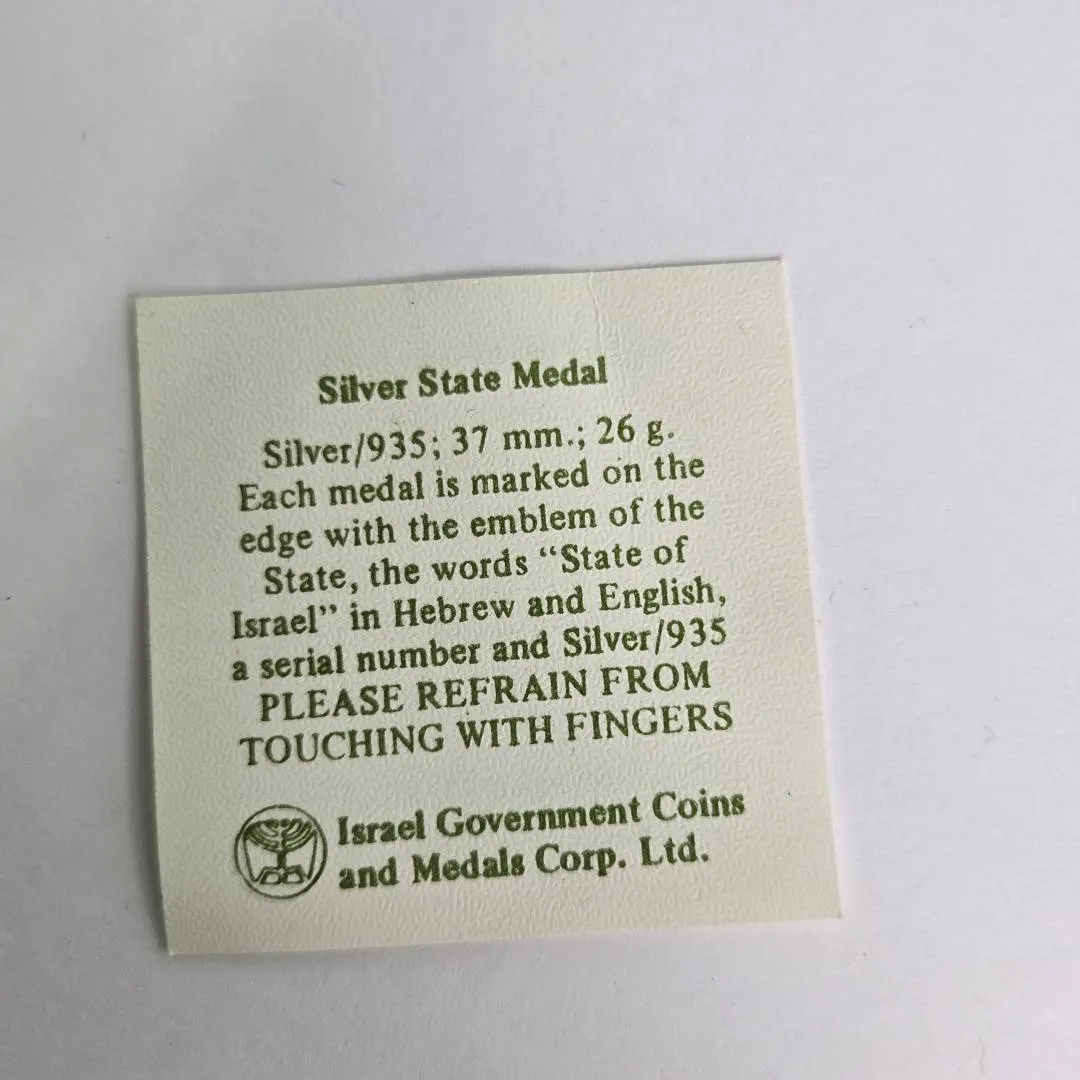 Silver State Medal
Silver/935; 37 mm.; 26 g.
Each medal is marked on the
edge with the emblem of the
State, the words “State of
Israel” in Hebrew and English,
a serial number and Silver/935
PLEASE REFRAIN FROM
TOUCHING WITH FINGERS
Israel Government Coins
and Medals Corp. Ltd.